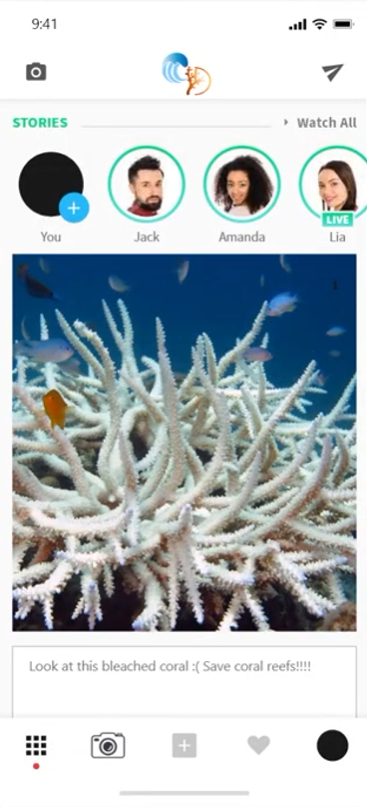 9:41
STORIES
Watch All
LIVE
You
Jack
Amanda
Lia
Look at this bleached coral :( Save coral reefs!!!!